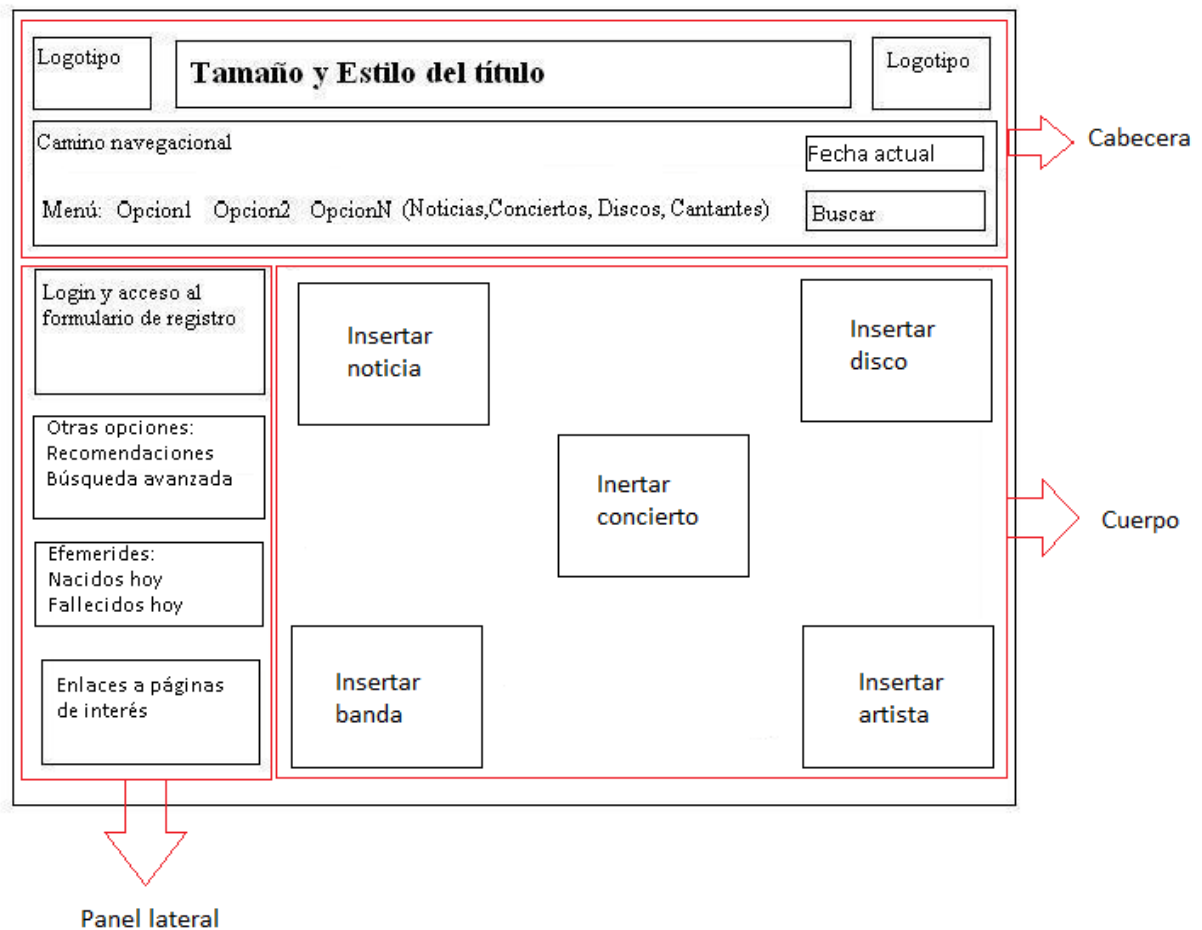 Logotipo
Tamaño y Estilo del título
Logotipo
Camino navegacional
Fecha actual
Cabecera
Menú: Opcion1 Opcion2 OpcionN (Noticias,Conciertos, Discos, Cantantes)
Buscar
Login y acceso al
formulario de registro
Otras opciones:
Recomendaciones
Búsqueda avanzada
Efemerides:
Nacidos hoy
Fallecidos hoy
Enlaces a páginas
de interés
Insertar
noticia
Insertar
disco
Inertar
concierto
Insertar
banda
Insertar
artista
Cuerpo
Panel lateral